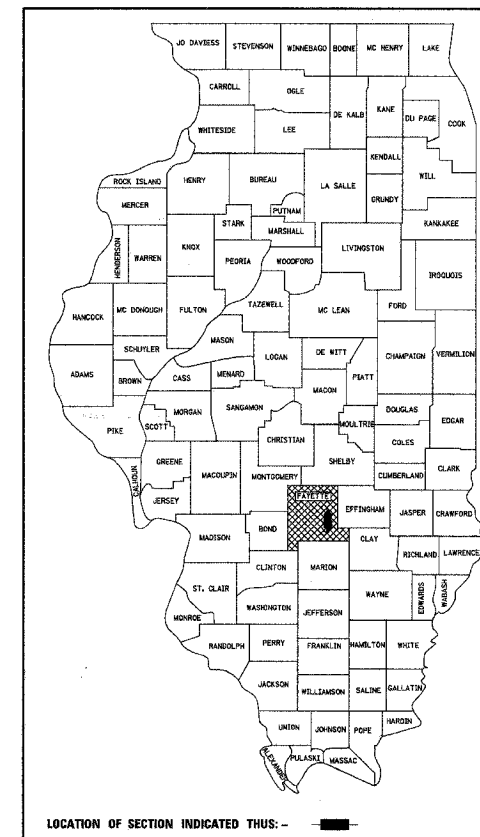 JO DAVIESS STEVENSON WINNEBAGO BOONE MC HENRY LAKE
CARROLL OGLE
DE KALB KANE DU PAGE COOK
WHITESIDE LEE
KENDALL WILL
ROCK ISLAND HENRY BUREAU LA SALLE GRUNDY
MERCER PUTNAM KANKAKEE
STARK MARSHALL
HENDERSON WARREN KNOX PEORIA WOODFORD LIVINGSTON IROQUOIS
TAZEWELL MC LEAN FORD
HANCOCK MC DONOUGH FULTON
MASON
SCHUYLER LOGAN DE WITT CHAMPAIGN VERMILION
ADAMS BROWN CASS MENARD PIATT
MACON
MORGAN SANGAMON DOUGLAS
PIKE SCOTT MOULTRIE COLES EDGAR
CHRISTIAN
GREENE SHELBY
CALHOUN MACOUPIN MONTGOMERY CUMBERLAND CLARK
JERSEY FAYETTE EFFINGHAM JASPER CRAWFORD
MADISON BOND CLAY
RICHLAND LAWRENCE
CLINTON MARION
ST. CLAIR WAYNE EDWARDS WABASH
WASHINGTON JEFFERSON
MONROE
RANDOLPH PERRY FRANKLIN HAMILTON WHITE
JACKSON WILLIAMSON SALINE GALLATIN
UNION JOHNSON POPE HARDIN
ALEXANDER PULASKI MASSAC
LOCATION OF SECTION INDICATED THUS: -